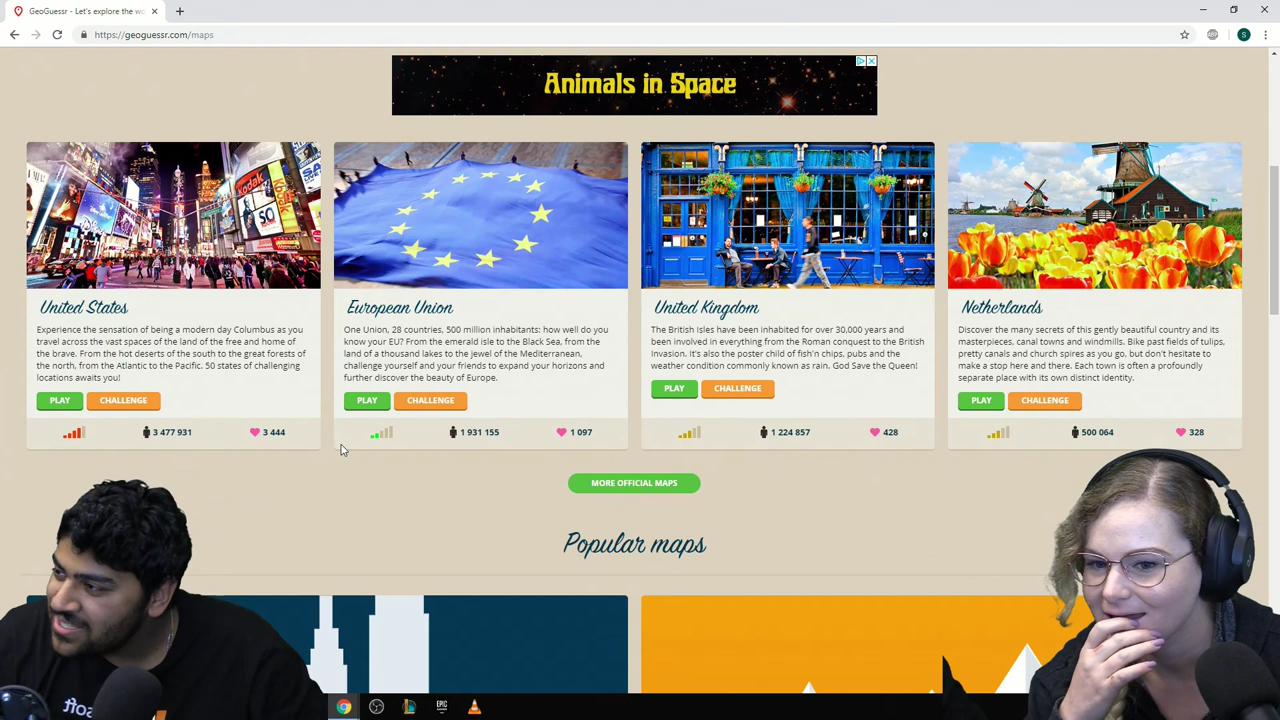 GeoGuessr - Let's explore the wo
https://geoguessr.com/maps
ABP
S
Animals in Space
Kodak
SO
United States
Experience the sensation of being a modern day Columbus as you
travel across the vast spaces of the land of the free and home of
the brave. From the hot deserts of the south to the great forests of
the north, from the Atlantic to the Pacific. 50 states of challenging
locations awaits you!
PLAY
CHALLENGE
3 477 931
3 444
European Union
One Union, 28 countries, 500 million inhabitants: how well do you
know your EU? From the emerald isle to the Black Sea, from the
land of a thousand lakes to the jewel of the Mediterranean,
challenge yourself and your friends to expand your horizons and
further discover the beauty of Europe.
PLAY
CHALLENGE
1 931 155
1 097
United Kingdom
The British Isles have been inhabited for over 30,000 years and
been involved in everything from the Roman conquest to the British
Invasion. It's also the poster child of fish'n chips, pubs and the
weather condition commonly known as rain. God Save the Queen!
PLAY
CHALLENGE
1 224 857
428
Netherlands
Discover the many secrets of this gently beautiful country and its
masterpieces, canal towns and windmills. Bike past fields of tulips,
pretty canals and church spires as you go, but don't hesitate to
make a stop here and there. Each town is often a profoundly
separate place with its own distinct identity.
PLAY
CHALLENGE
500 064
328
MORE OFFICIAL MAPS
Popular maps
soft
EPIC